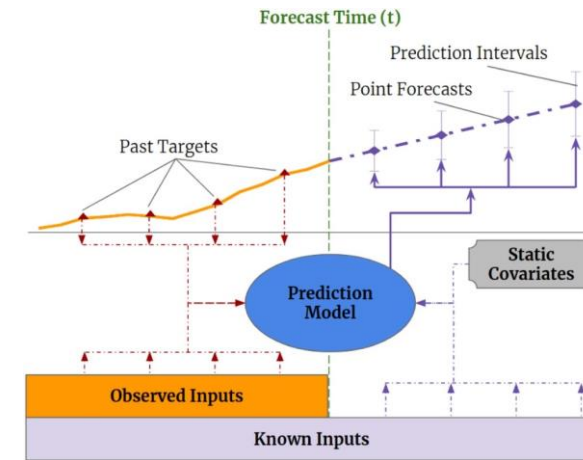 Forecast Time (t)
Prediction Intervals
Point Forecasts
Past Targets
Static
Covariates
Prediction
Model
Observed Inputs
Known Inputs